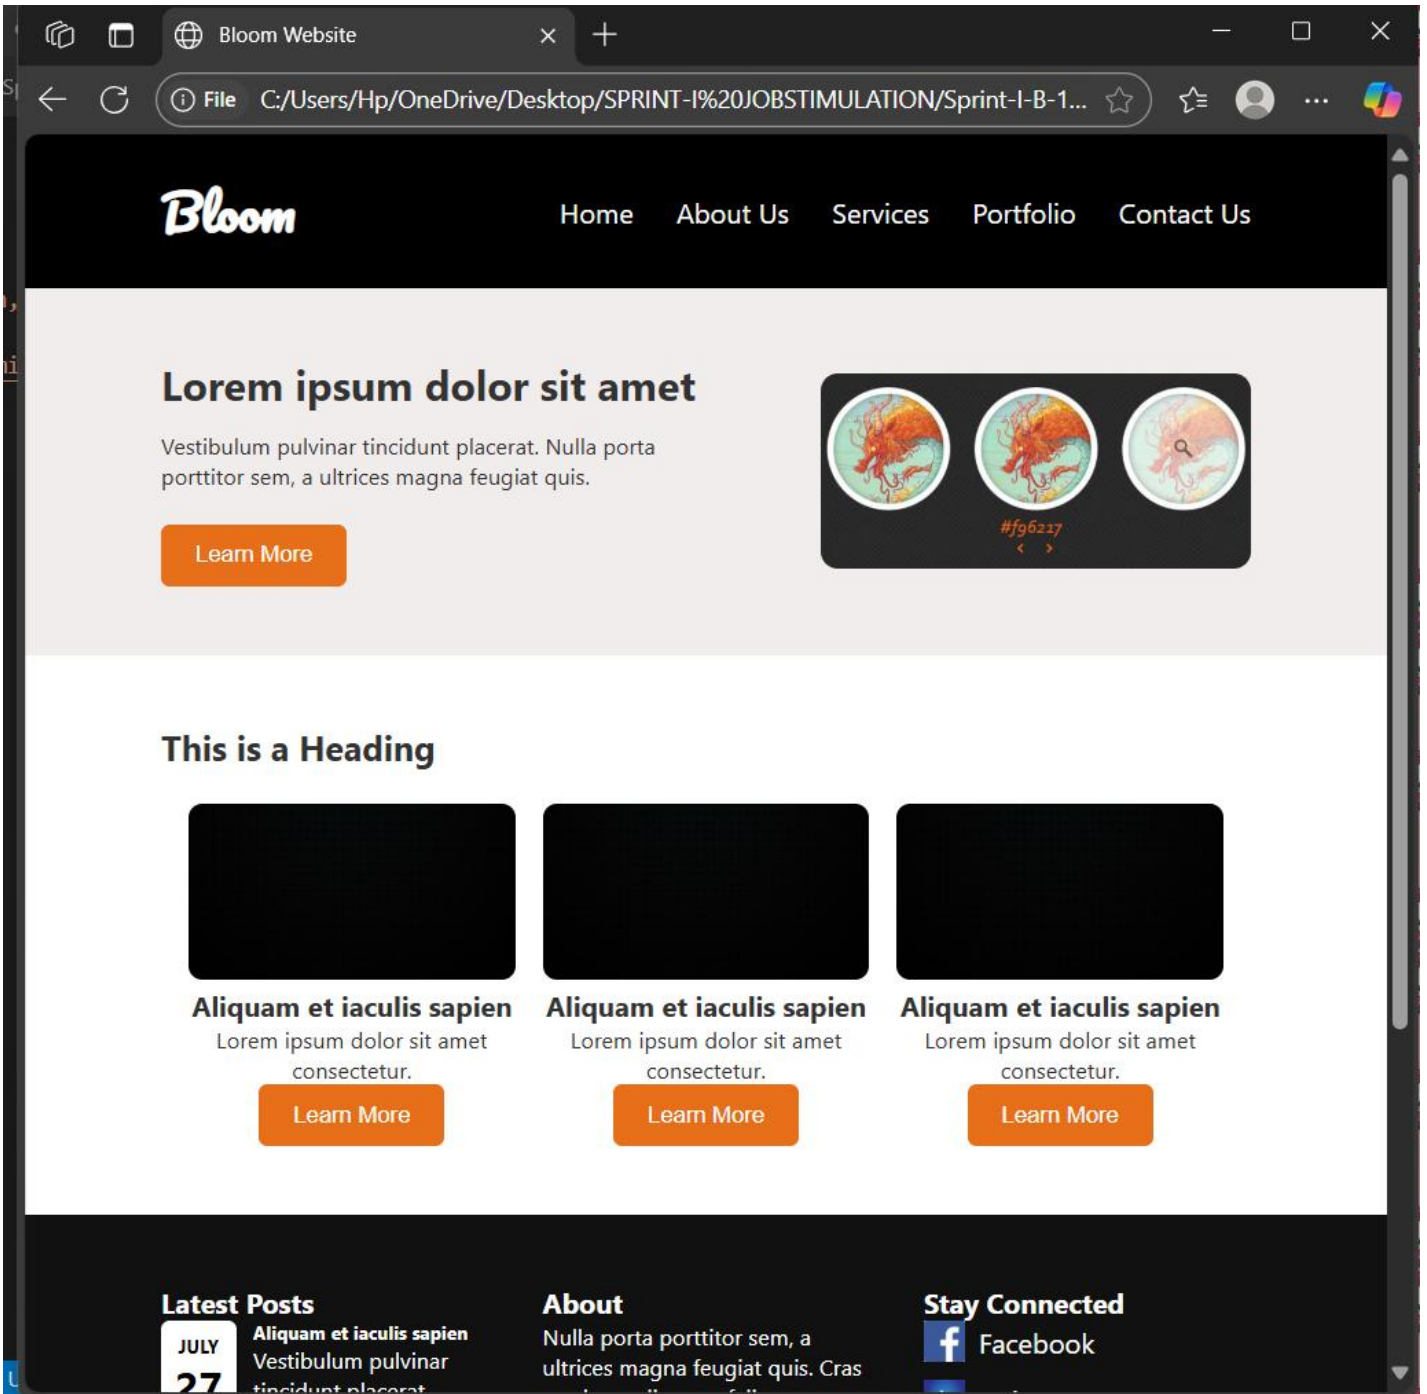 Bloom Website
File C:/Users/Hp/OneDrive/Desktop/SPRINT-I%20JOBSTIMULATION/Sprint-I-B-1...
Bloom
Home About Us Services Portfolio Contact Us
Lorem ipsum dolor sit amet
Vestibulum pulvinar tincidunt placerat. Nulla porta
porttitor sem, a ultrices magna feugiat quis.
Learn More
#f96217
This is a Heading
Aliquam et iaculis sapien Aliquam et iaculis sapien Aliquam et iaculis sapien
Lorem ipsum dolor sit amet Lorem ipsum dolor sit amet Lorem ipsum dolor sit amet
consectetur. consectetur. consectetur.
Learn More Learn More Learn More
Latest Posts
JULY
27
Aliquam et iaculis sapien
Vestibulum pulvinar
tincidunt placerat
About
Nulla porta porttitor sem, a
ultrices magna feugiat quis. Cras
Stay Connected
Facebook